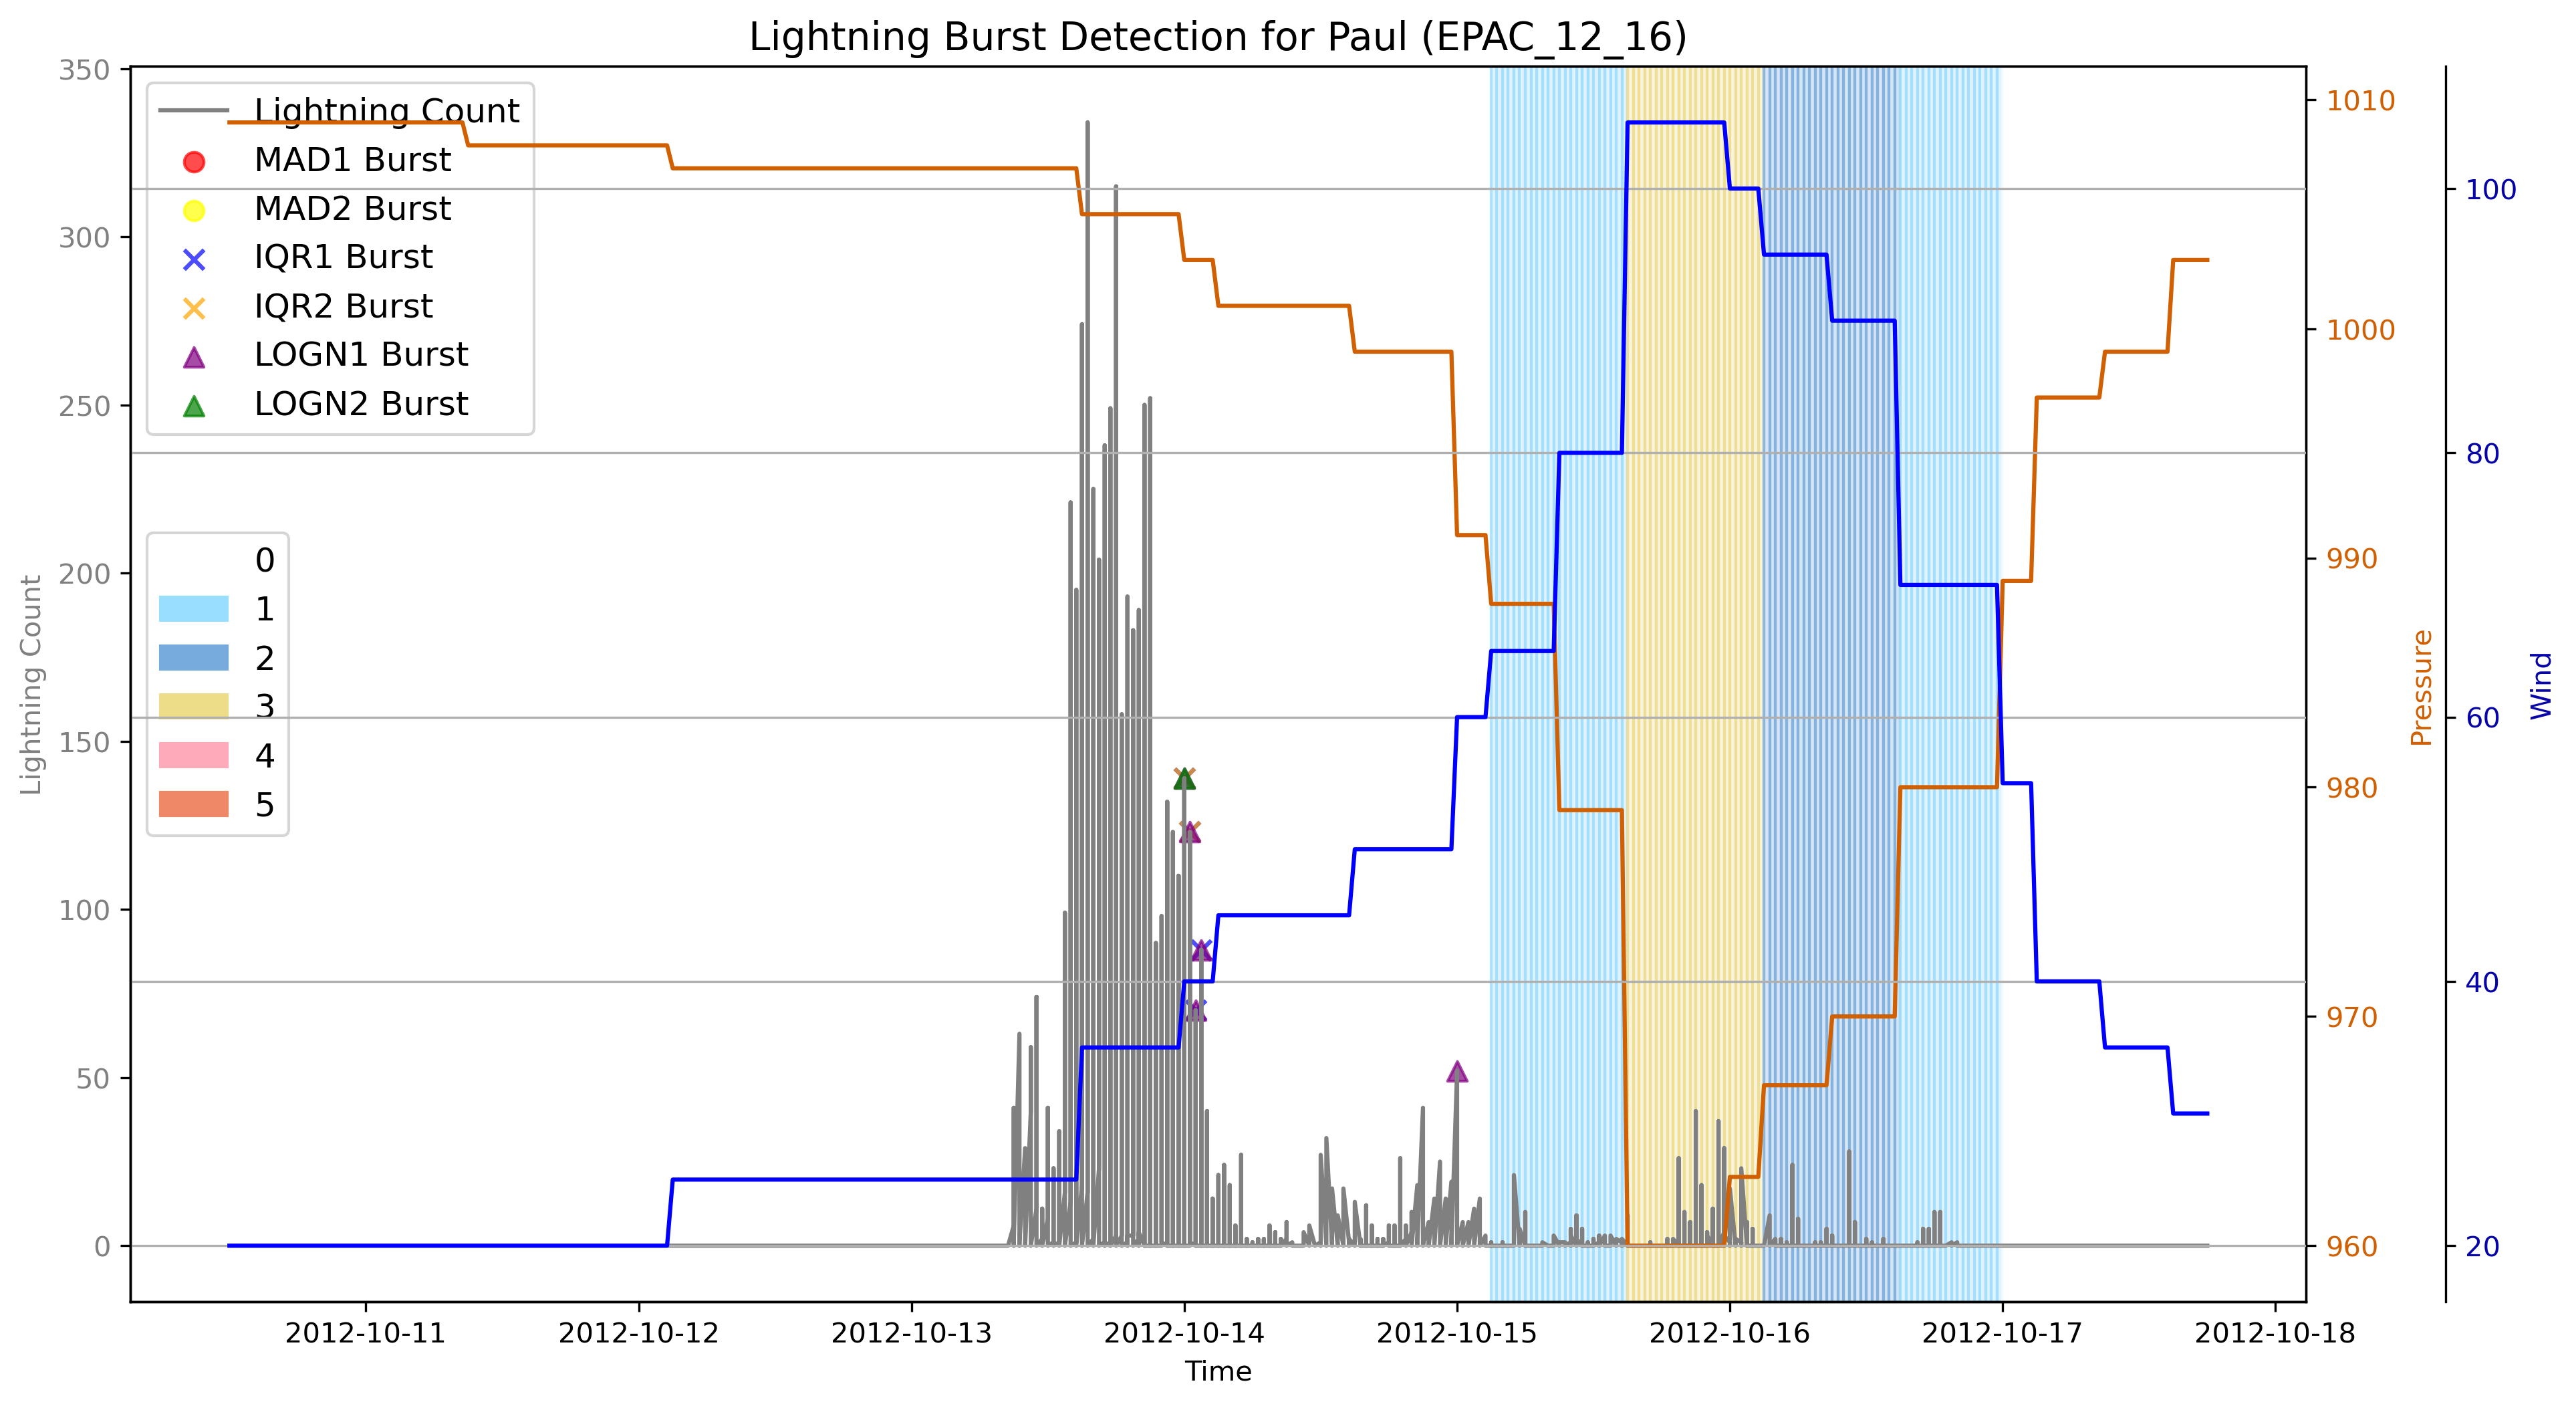 Lightning Burst Detection for Paul (EPAC_12_16)
350
300
250
200
150
100
50
0
Lightning Count
Lightning Count
MAD1 Burst
MAD2 Burst
IQR1 Burst
IQR2 Burst
LOGN1 Burst
LOGN2 Burst
0
1
2
3
4
5
1010
1000
990
980
970
960
Pressure
100
80
60
40
20
Wind
2012-10-11
2012-10-12
2012-10-13
2012-10-14
2012-10-15
2012-10-16
2012-10-17
2012-10-18
Time